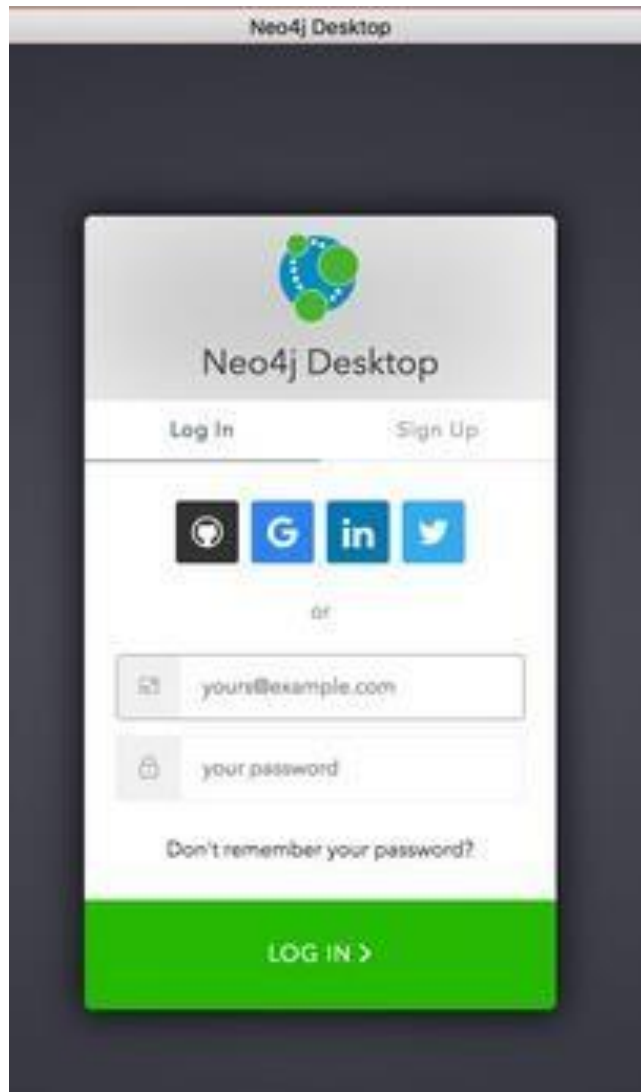 Neo4j Desktop
Neo4j Desktop
Log In Sign Up
G in
or
yours@example.com
your password
Don't remember your password?
LOG IN >